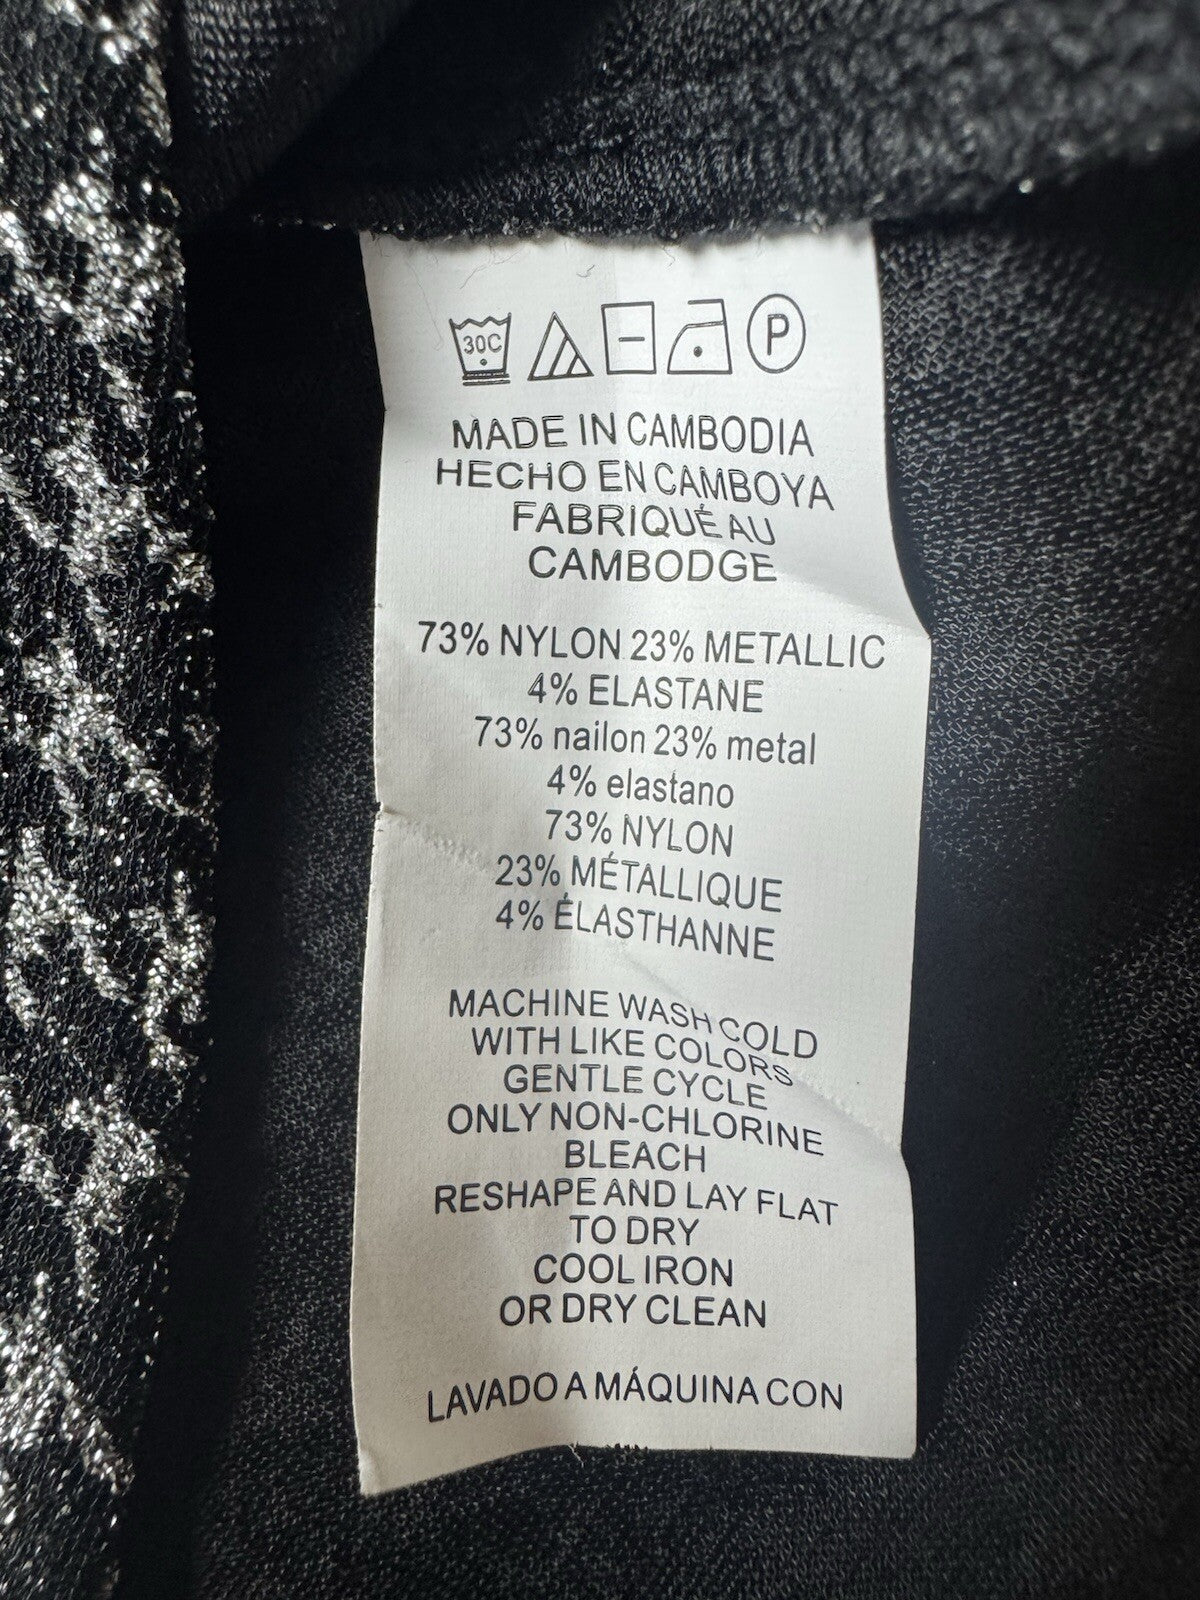 30C
P
MADE IN CAMBODIA
HECHO EN CAMBOYA
FABRIQUÉ AU
CAMBODGE
73% NYLON 23% METALLIC
4% ELASTANE
73% nailon 23% metal
4% elastano
73% NYLON
23% MÉTALLIQUE
4% ÉLASTHANNE
MACHINE WASH COLD
WITH LIKE COLORS
GENTLE CYCLE
ONLY NON-CHLORINE
BLEACH
RESHAPE AND LAY FLAT
TO DRY
COOL IRON
OR DRY CLEAN
LAVADO A MÁQUINA CON